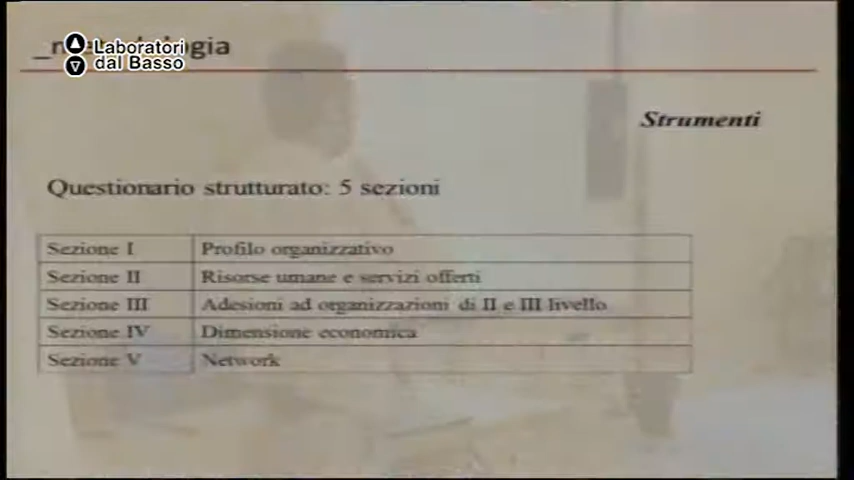 Laboratori
dal Basso
Strumenti
Questionario strutturato: 5 sezioni
Sezione I Profilo organizzativo
Sezione II Risorse umane e servizi offerti
Sezione III Adesioni ad organizzazioni di II e III livello
Sezione IV Dimensione economica
Sezione V Network